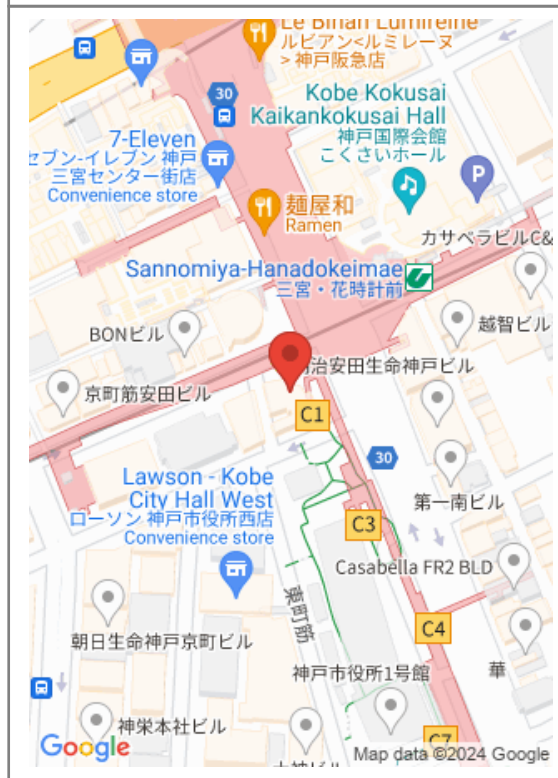 Le Binah Lumireine
ルビアン<ルミレーヌ
> 神戸阪急店
30
Kobe Kokusai
Kaikankokusai Hall
神戸国際会館
こくさいホール
7-Eleven
セブン-イレブン 神戸
三宮センター街店
Convenience store
P
麺屋和
Ramen
カサベラビルC&
Sannomiya-Hanadokeimae
三宮・花時計前
BONビル
越智ビル
治安田生命神戸ビル
京町筋安田ビル
C1
30
Lawson - Kobe
City Hall West
ローソン 神戸市役所西店
Convenience store
第一南ビル
C3
Casabella FR2 BLD
東町筋
C4
朝日生命神戸京町ビル
神戸市役所1号館
華
神栄本社ビル
C7
Google
Map data ©2024 Google